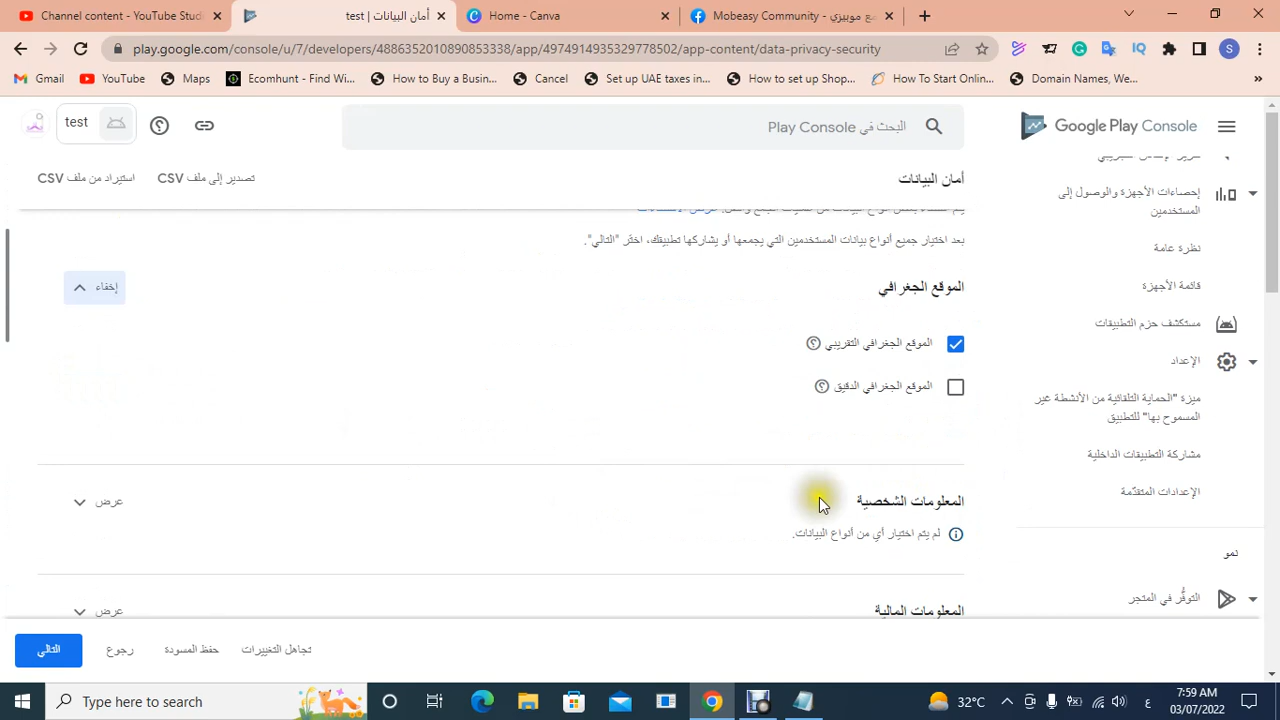 Channel content - YouTube Studio
test | أمان البيانات
Home - Canva
Mobeasy Community - مع موبيزي
play.google.com/console/u/7/developers/4886352010890853338/app/4974914935329778502/app-content/data-privacy-security
S
Gmail
YouTube
Maps
Ecomhunt - Find Wi...
How to Buy a Busin...
Cancel
Set up UAE taxes in...
How to set up Shop...
How To Start Onlin...
Domain Names, We...
»
Google Play Console
البحث في Play Console
test
أمان البيانات
تصدير إلى ملف CSV
استيراد من ملف CSV
إحصاءات الأجهزة والوصول إلى
المستخدمين
نظرة عامة
قائمة الأجهزة
مستكشف حزم التطبيقات
الإعداد
ميزة "الحماية التلقائية من الأنشطة غير
المسموح بها" للتطبيق
مشاركة التطبيقات الداخلية
الإعدادات المتقدّمة
نمو
التوفُّر في المتجر
بعد اختيار جميع أنواع بيانات المستخدمين التي يجمعها أو يشاركها تطبيقك، اختَر "التالي".
الموقع الجغرافي
إخفاء
الموقع الجغرافي التقريبي
الموقع الجغرافي الدقيق
المعلومات الشخصية
عرض
لم يتم اختيار أي من أنواع البيانات.
المعلومات المالية
عرض
تجاهل التغييرات
حفظ المسودة
رجوع
التالي
Type here to search
32°C
ع
7:59 AM
03/07/2022